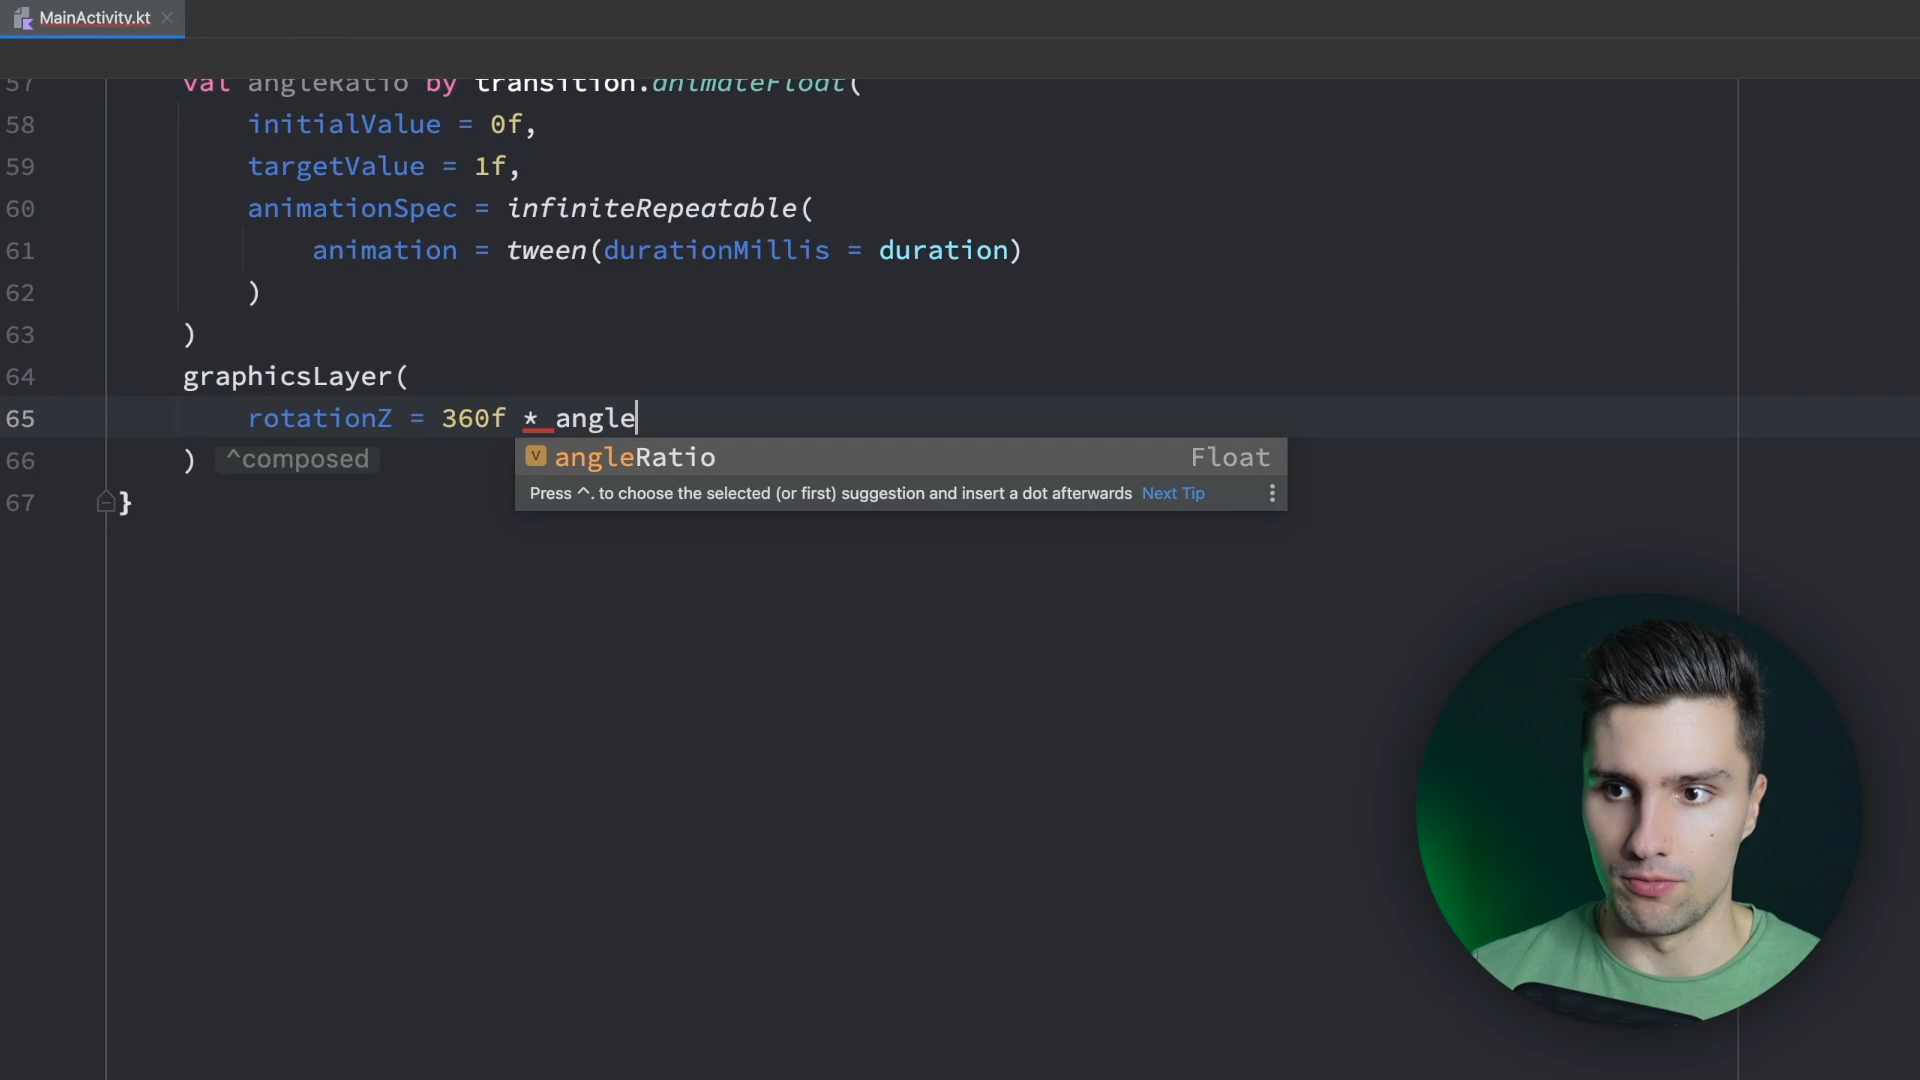 MainActivity.kt
57 val angleRatio by transition.animateFloat(
58 initialValue = 0f,
59 targetValue = 1f,
60 animationSpec = infiniteRepeatable(
61 animation = tween(durationMillis = duration)
62 )
63 )
64 graphicsLayer(
65 rotationZ = 360f * angle
66 ) ^composed
V angleRatio Float
Press ^. to choose the selected (or first) suggestion and insert a dot afterwards Next Tip
67 }